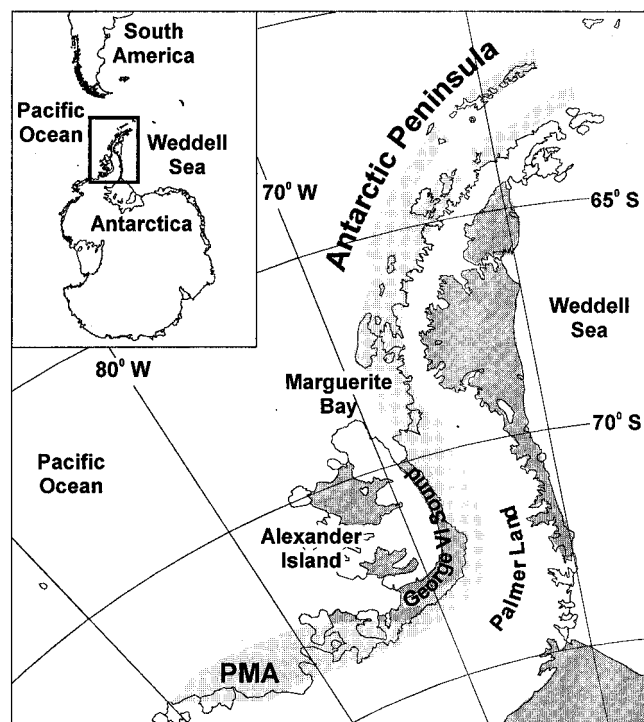 South
America
Pacific
Ocean
Weddell
Sea
Antarctica
70° W
80° W
Antarctic Peninsula
65° S
Weddell
Sea
Marguerite
Bay
70° S
Pacific
Ocean
Alexander
Island
George VI Sound
Palmer Land
PMA